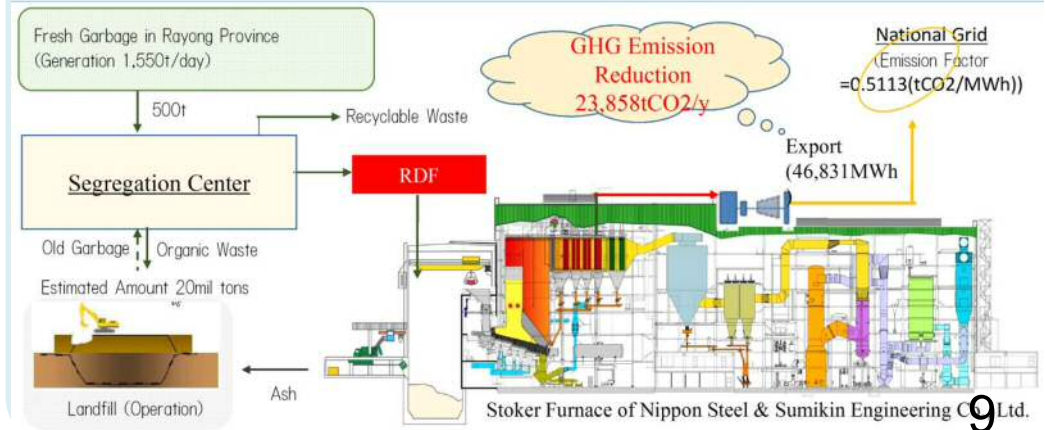 Fresh Garbage in Rayong Province
(Generation 1,550t/day)
500t
Recyclable Waste
Segregation Center
RDF
Old Garbage
Organic Waste
Estimated Amount 20mil tons
Landfill (Operation)
Ash
GHG Emission
Reduction
23,858tCO2/y
National Grid
(Emission Factor
=0.5113(tCO2/MWh))
Export
(46,831MWh
Stoker Furnace of Nippon Steel & Sumikin Engineering Co., Ltd.
9